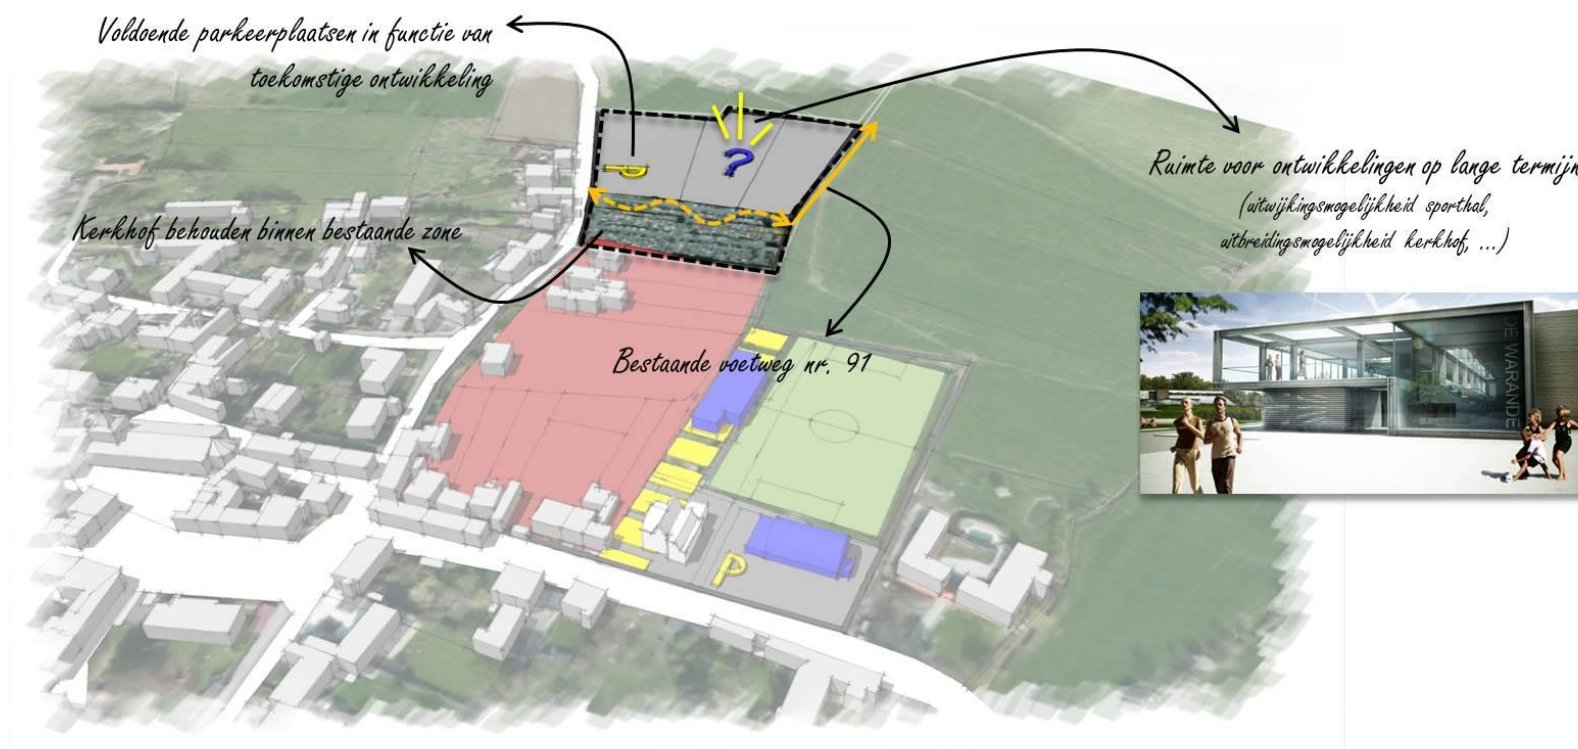 Voldoende parkeerplaatsen in functie van
toekomstige ontwikkeling
P
?
Ruimte voor ontwikkelingen op lange termijn
(uitwijkingsmogelijkheid sporthal,
uitbreidingsmogelijkheid kerkhof, ...)
Kerkhof behouden binnen bestaande zone
Bestaande voetweg nr. 91
DE WARANDE
P